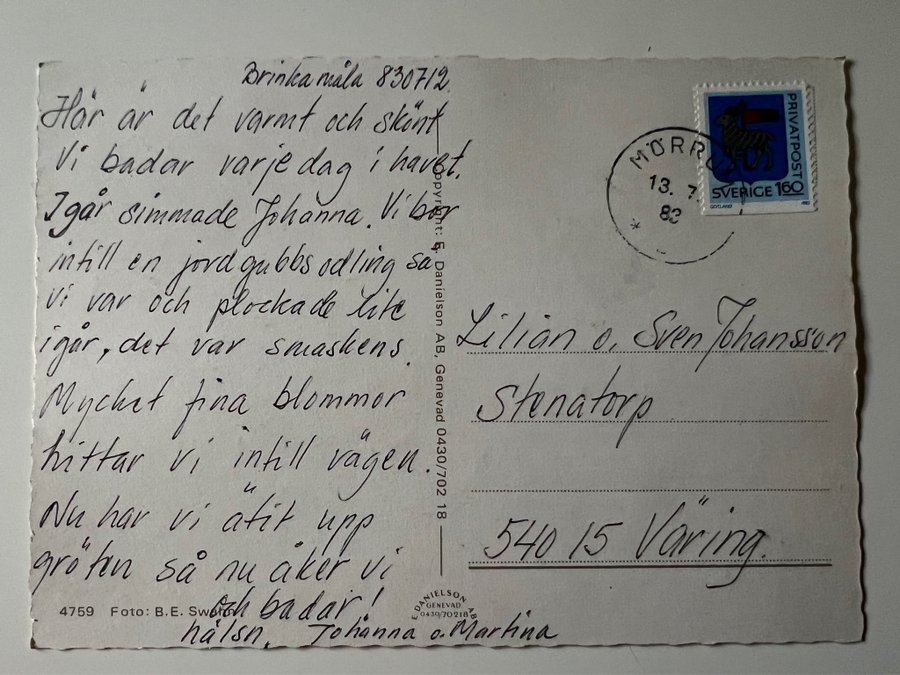 Brinkamåla 830712
Här är det varmt och skönt
Vi badar varje dag i havet.
Igår simmade Johanna. Vi bor
intill en jordgubbsodling så
vi var och plockade lite
igår, det var smaskens.
Mycket fina blommor
hittar vi intill vägen.
Nu har vi ätit upp
gröten så nu åker vi
och badar!
hälsn. Johanna o. Martina
4759 Foto: B.E.
Copyright: E. Danielson AB, Genevad 0430/702 18
E. DANIELSON AB
GENEVAD
0430/70218
PRIVATPOST
SVERIGE 160
GOTLAND
13. 7.
83
Lilian o. Sven Johansson
Stenatorp
540 15 Väring.